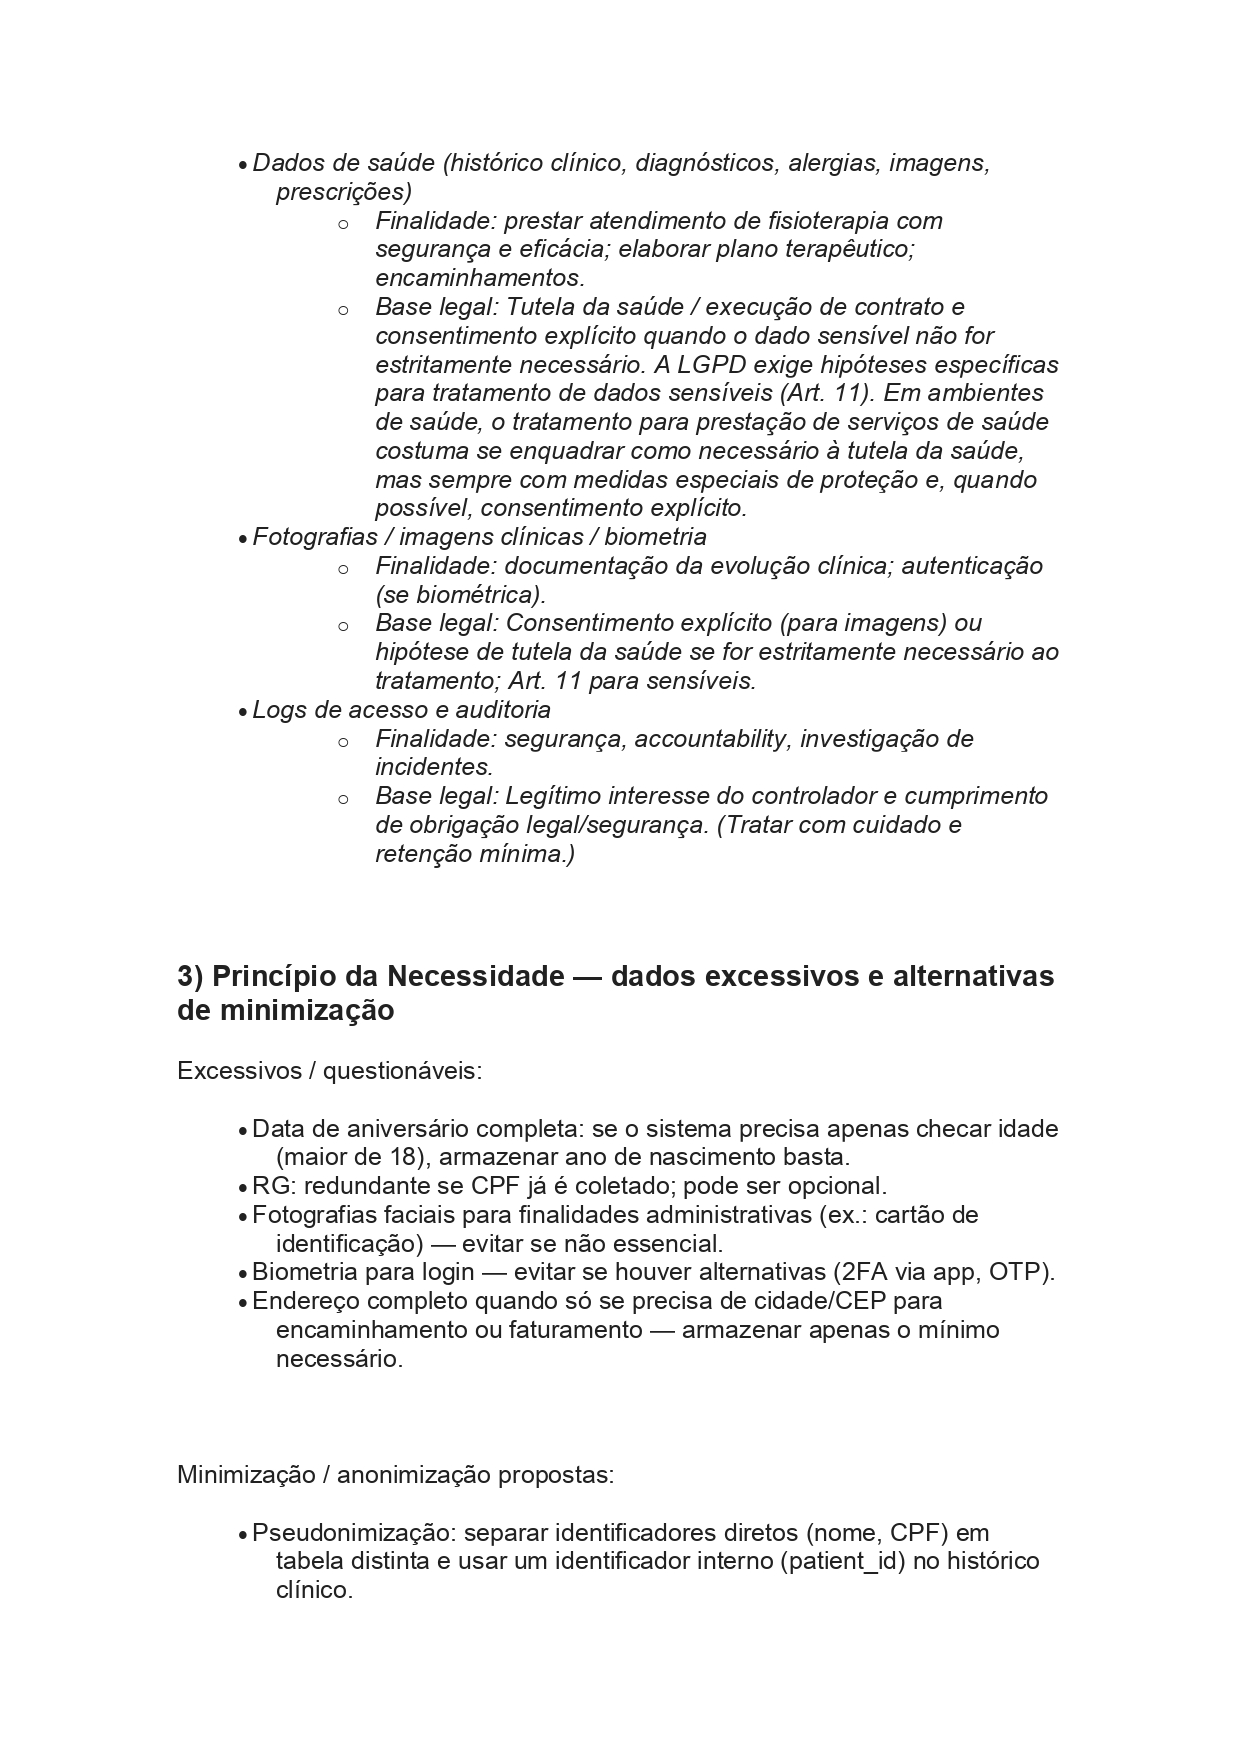 • Dados de saúde (histórico clínico, diagnósticos, alergias, imagens,
prescrições)
o Finalidade: prestar atendimento de fisioterapia com
segurança e eficácia; elaborar plano terapêutico;
encaminhamentos.
o Base legal: Tutela da saúde / execução de contrato e
consentimento explícito quando o dado sensível não for
estritamente necessário. A LGPD exige hipóteses específicas
para tratamento de dados sensíveis (Art. 11). Em ambientes
de saúde, o tratamento para prestação de serviços de saúde
costuma se enquadrar como necessário à tutela da saúde,
mas sempre com medidas especiais de proteção e, quando
possível, consentimento explícito.
• Fotografias / imagens clínicas / biometria
o Finalidade: documentação da evolução clínica; autenticação
(se biométrica).
o Base legal: Consentimento explícito (para imagens) ou
hipótese de tutela da saúde se for estritamente necessário ao
tratamento; Art. 11 para sensíveis.
• Logs de acesso e auditoria
o Finalidade: segurança, accountability, investigação de
incidentes.
o Base legal: Legítimo interesse do controlador e cumprimento
de obrigação legal/segurança. (Tratar com cuidado e
retenção mínima.)
3) Princípio da Necessidade — dados excessivos e alternativas
de minimização
Excessivos / questionáveis:
• Data de aniversário completa: se o sistema precisa apenas checar idade
(maior de 18), armazenar ano de nascimento basta.
• RG: redundante se CPF já é coletado; pode ser opcional.
• Fotografias faciais para finalidades administrativas (ex.: cartão de
identificação) — evitar se não essencial.
• Biometria para login — evitar se houver alternativas (2FA via app, OTP).
• Endereço completo quando só se precisa de cidade/CEP para
encaminhamento ou faturamento — armazenar apenas o mínimo
necessário.
Minimização / anonimização propostas:
• Pseudonimização: separar identificadores diretos (nome, CPF) em
tabela distinta e usar um identificador interno (patient_id) no histórico
clínico.